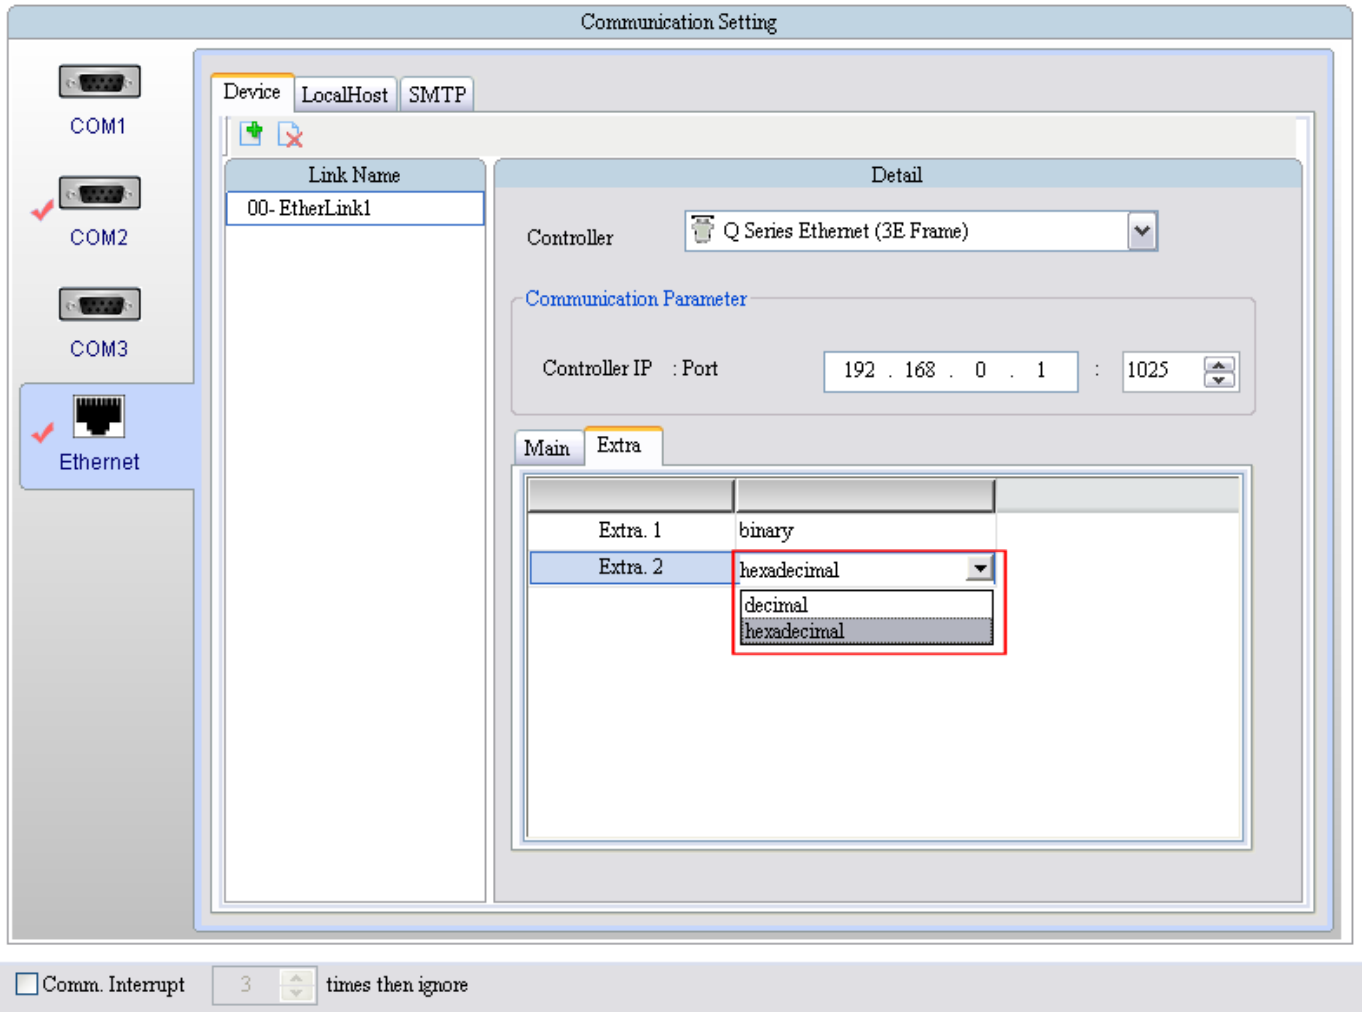 Communication Setting
COM1
COM2
COM3
Ethernet
Device LocalHost SMTP
Link Name
00- EtherLink1
Detail
Controller Q Series Ethernet (3E Frame)
Communication Parameter
Controller IP : Port 192 . 168 . 0 . 1 : 1025
Main Extra
Extra. 1 binary
Extra. 2 hexadecimal
decimal
hexadecimal
Comm. Interrupt 3 times then ignore